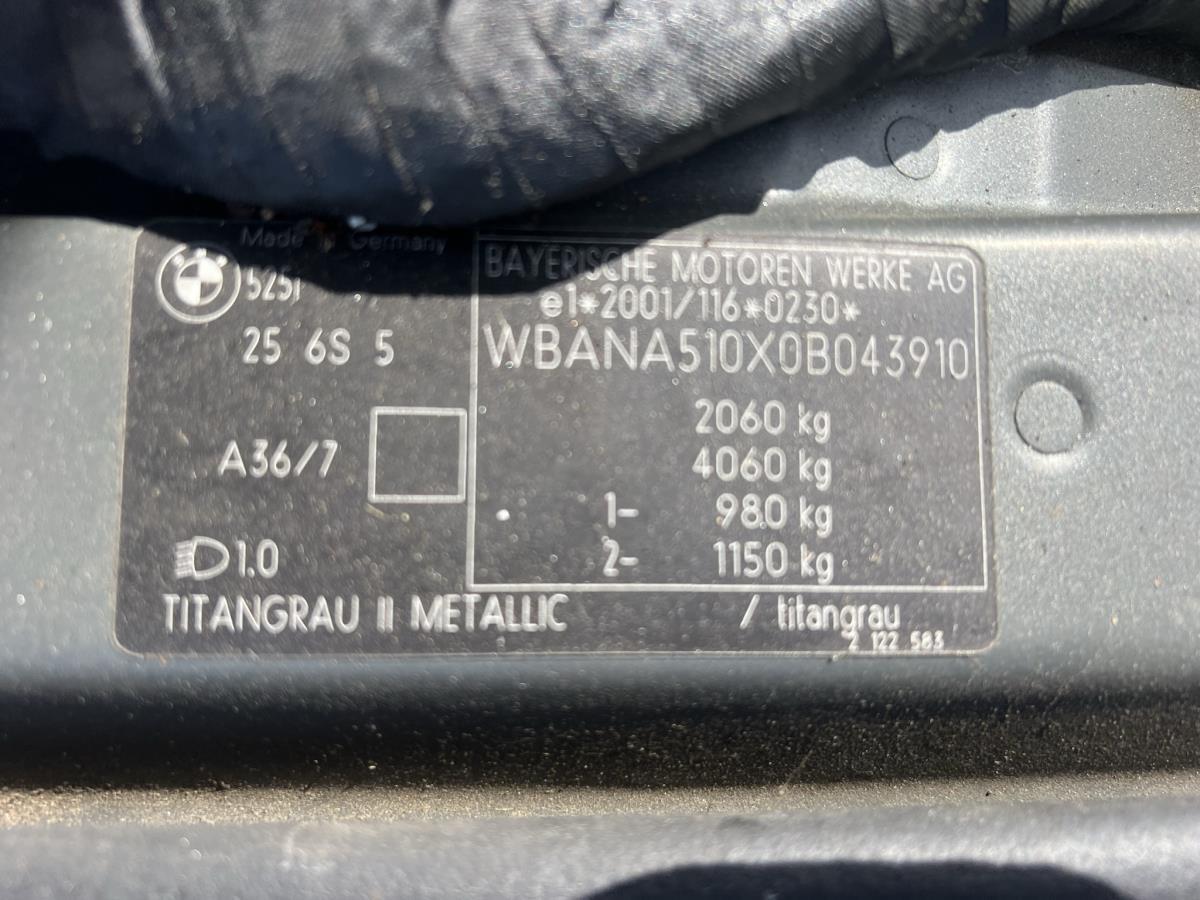 Made in Germany
525i
25 6S 5
A36/7
1.0
TITANGRAU II METALLIC / titangrau
2 122 583
BAYERISCHE MOTOREN WERKE AG
e1*2001/116*0230*
WBANA510X0B043910
2060 kg
4060 kg
1- 980 kg
2- 1150 kg